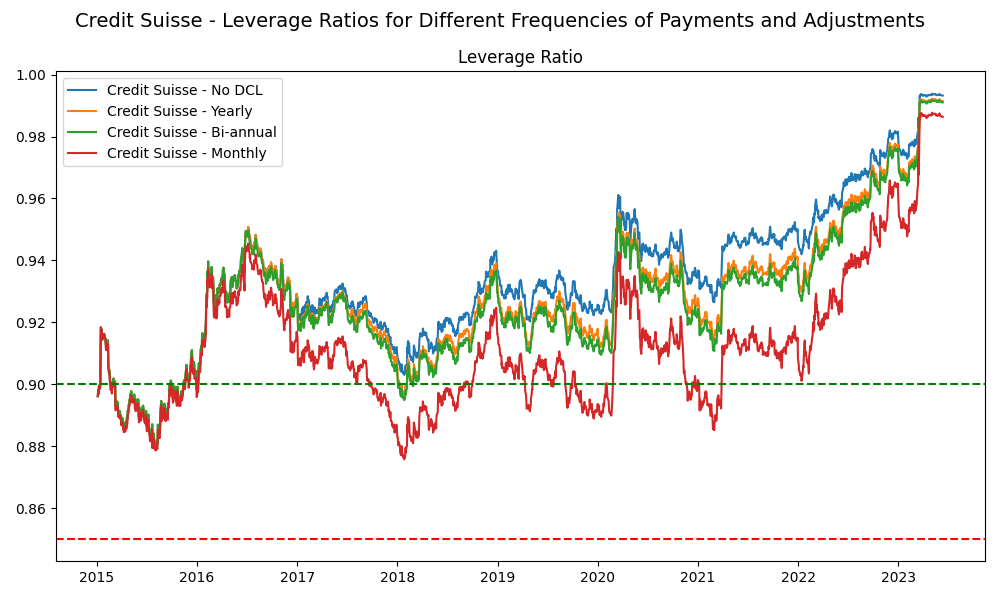 Credit Suisse - Leverage Ratios for Different Frequencies of Payments and Adjustments
Leverage Ratio
Credit Suisse - No DCL
Credit Suisse - Yearly
Credit Suisse - Bi-annual
Credit Suisse - Monthly
1.00
0.98
0.96
0.94
0.92
0.90
0.88
0.86
2015 2016 2017 2018 2019 2020 2021 2022 2023